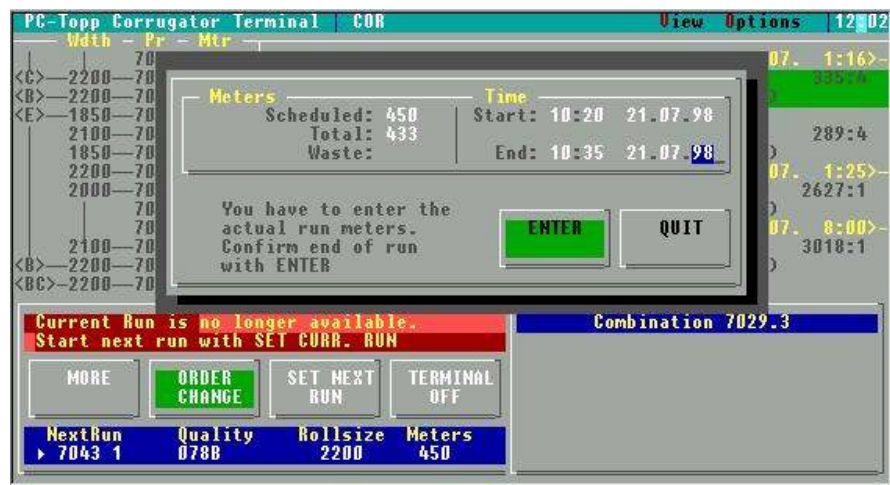 PC-Topp Corrugator Terminal | COR View Options 12:02
Wdth - Pr - Mtr
70 07. 1:16>-
<C>—2200—70 335:4
<B>—2200—70 )
<E>—1850—70
2100—70 289:4
1850—70 )
2200—70 07. 1:25>-
2000—70 2627:1
70 )
70 07. 8:00>-
2100—70 3018:1
<B>—2200—70 )
<BC>-2200—70
Meters Time
Scheduled: 450 Start: 10:20 21.07.98
Total: 433
Waste: End: 10:35 21.07.98_
You have to enter the
actual run meters.
Confirm end of run
with ENTER
ENTER QUIT
Current Run is no longer available.
Start next run with SET CURR. RUN
MORE
ORDER CHANGE
SET NEXT RUN
TERMINAL OFF
NextRun Quality Rollsize Meters
7043 1 078B 2200 450
Combination 7029.3